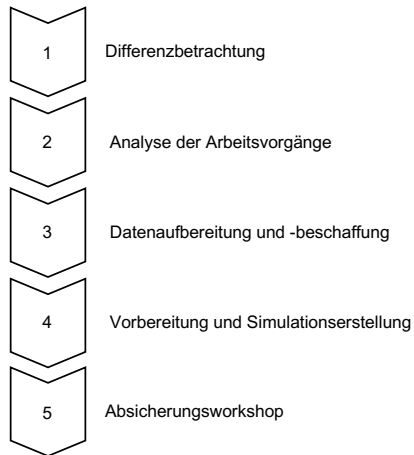 1 Differenzbetrachtung
2 Analyse der Arbeitsvorgänge
3 Datenaufbereitung und -beschaffung
4 Vorbereitung und Simulationserstellung
5 Absicherungsworkshop